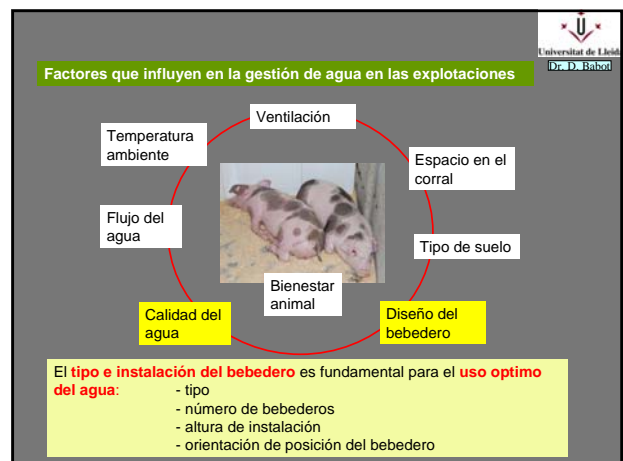 Universitat de Lleida
Dr. D. Babot
Factores que influyen en la gestión de agua en las explotaciones
Ventilación
Temperatura
ambiente
Espacio en el
corral
Flujo del
agua
Tipo de suelo
Bienestar
animal
Calidad del
agua
Diseño del
bebedero
El tipo e instalación del bebedero es fundamental para el uso optimo
del agua:
- tipo
- número de bebederos
- altura de instalación
- orientación de posición del bebedero